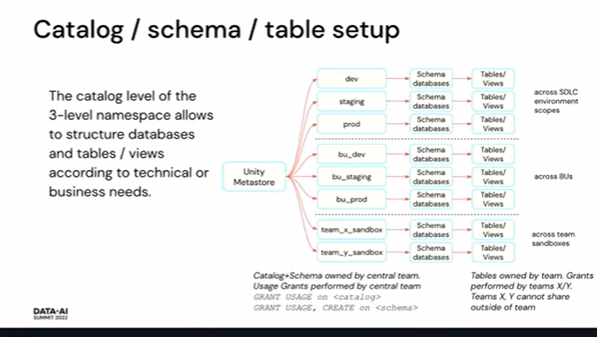 Catalog / schema / table setup
The catalog level of the
3-level namespace allows
to structure databases
and tables / views
according to technical or
business needs.
Unity
Metastore
dev
Schema
databases
Tables/
Views
staging
Schema
databases
Tables/
Views
prod
Schema
databases
Tables/
Views
across SDLC
environment
scopes
bu_dev
Schema
databases
Tables/
Views
bu_staging
Schema
databases
Tables/
Views
bu_prod
Schema
databases
Tables/
Views
across BUs
team_x_sandbox
Schema
databases
Tables/
Views
team_y_sandbox
Schema
databases
Tables/
Views
across team
sandboxes
Catalog+Schema owned by central team.
Usage Grants performed by central team
GRANT USAGE on <catalog>
GRANT USAGE, CREATE on <schema>
Tables owned by team. Grants
performed by teams X/Y.
Teams X, Y cannot share
outside of team
DATA+AI
SUMMIT 2022